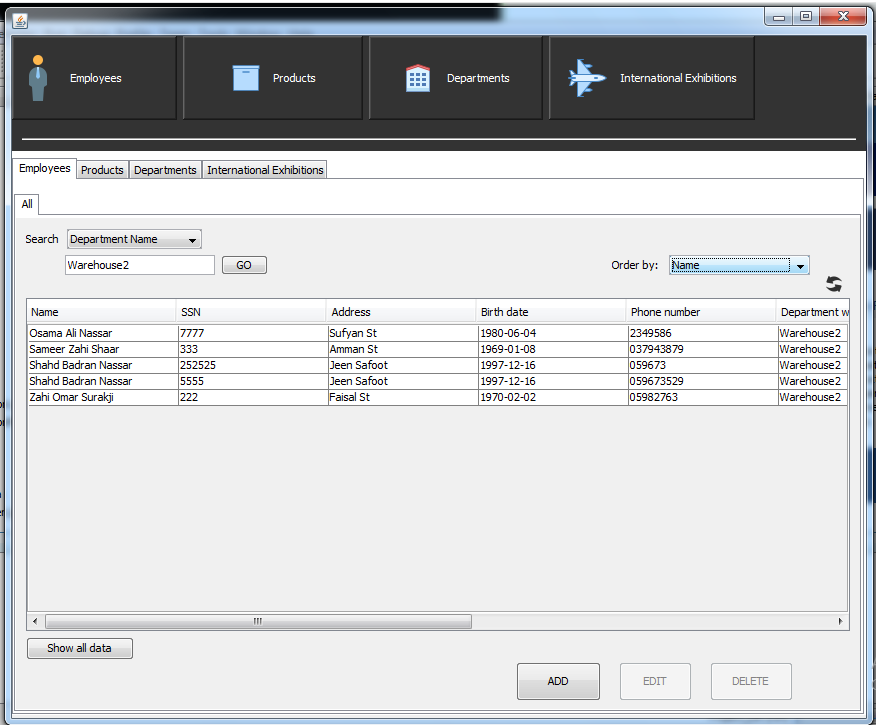 Employees Products Departments International Exhibitions
Employees Products Departments International Exhibitions
All
Search Department Name
Warehouse2 GO Order by: Name
Name SSN Address Birth date Phone number Department w
Osama Ali Nassar 7777 Sufyan St 1980-06-04 2349586 Warehouse2
Sameer Zahi Shaar 333 Amman St 1969-01-08 037943879 Warehouse2
Shahd Badran Nassar 252525 Jeen Safoot 1997-12-16 059673 Warehouse2
Shahd Badran Nassar 5555 Jeen Safoot 1997-12-16 059673529 Warehouse2
Zahi Omar Surakji 222 Faisal St 1970-02-02 05982763 Warehouse2
Show all data
ADD EDIT DELETE